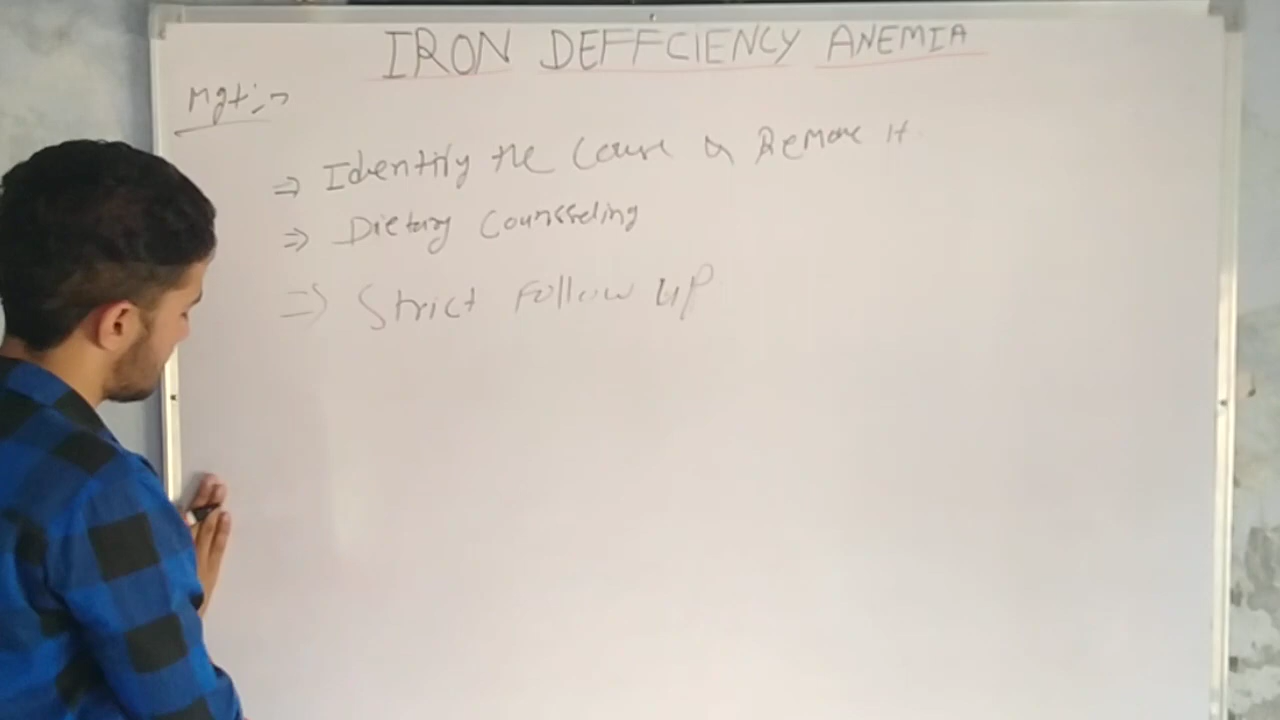 IRON DEFFCIENCY ANEMIA
Mgt:→
⇒ Identify the Cause & Remove it.
⇒ Dietary Counsseling
⇒ Strict Follow UP